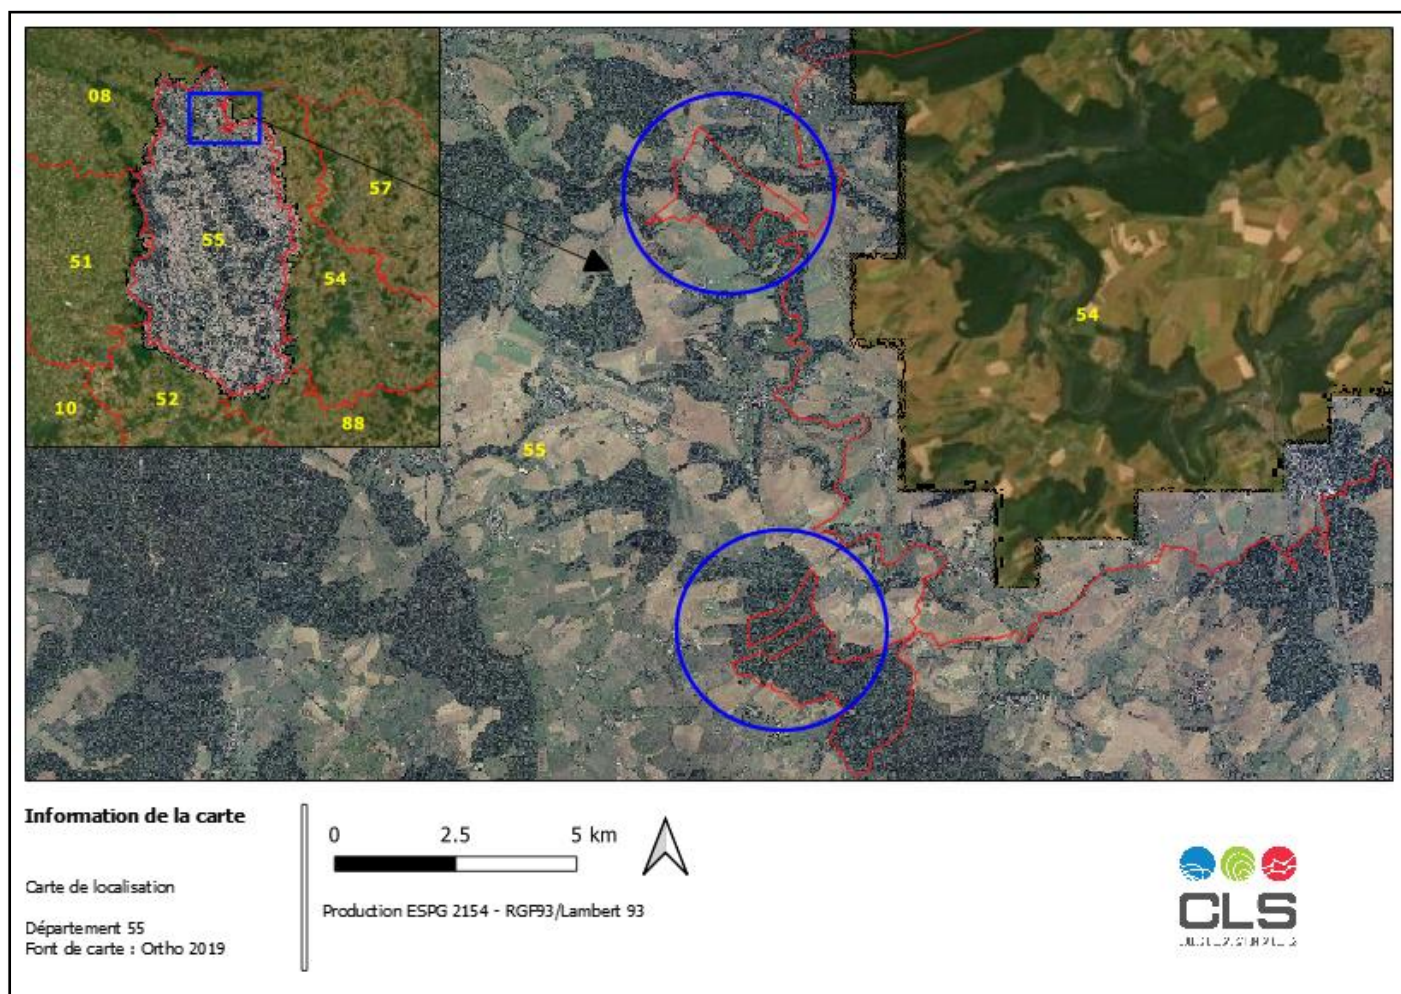 08
57
55
51
54
52
10
88
54
55
Information de la carte
Carte de localisation
Département 55
Font de carte : Ortho 2019
0 2.5 5 km
Production ESPG 2154 - RGF93/Lambert 93
CLS